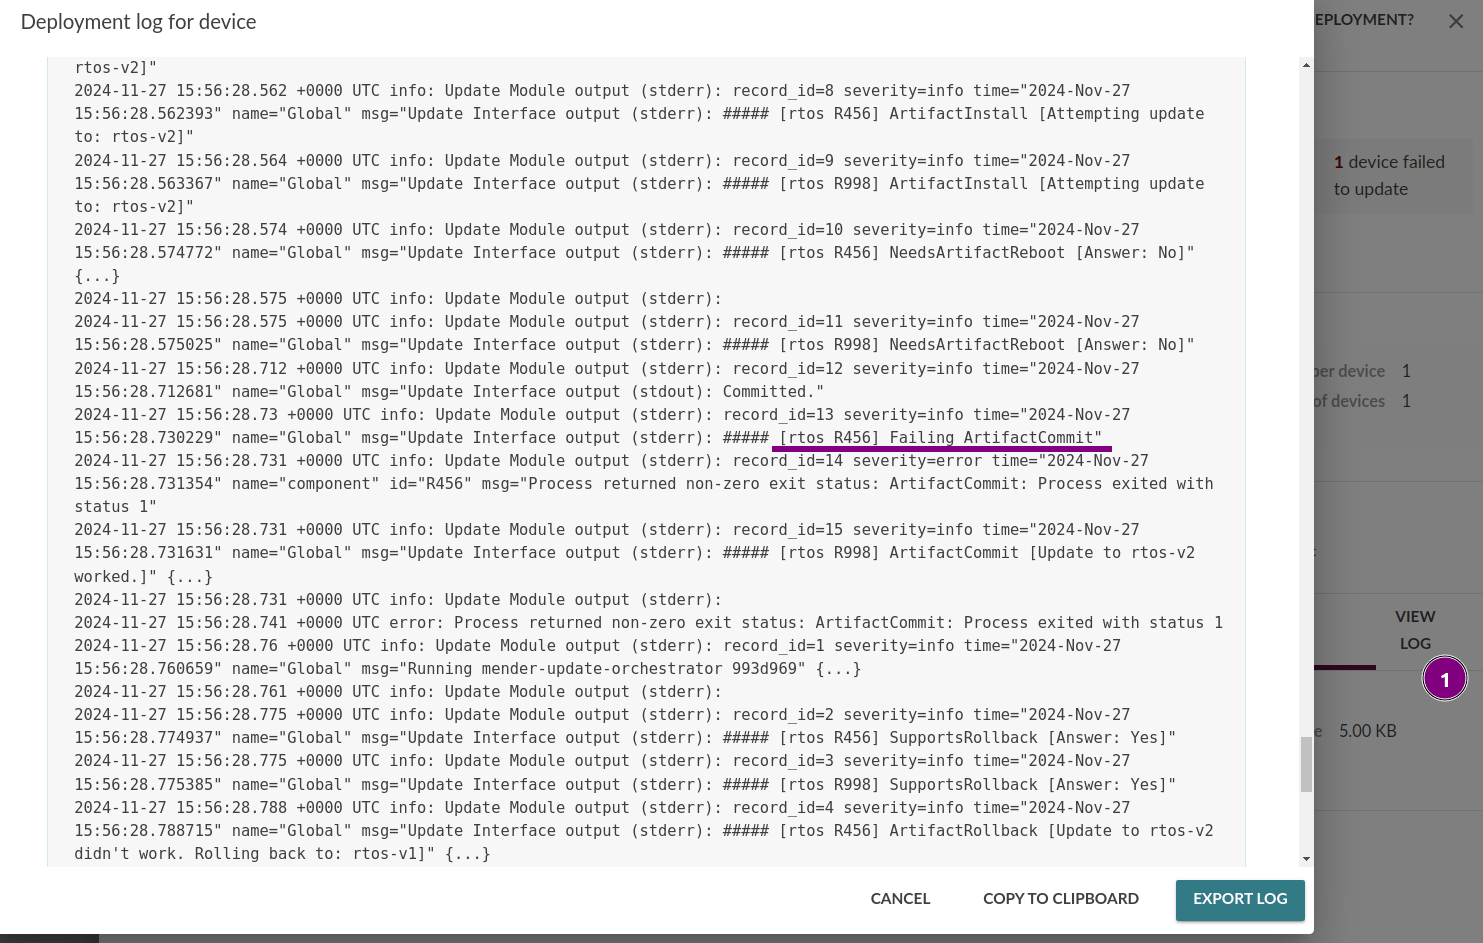 Deployment log for device
rtos-v2]"
2024-11-27 15:56:28.562 +0000 UTC info: Update Module output (stderr): record_id=8 severity=info time="2024-Nov-27
15:56:28.562393" name="Global" msg="Update Interface output (stderr): ##### [rtos R456] ArtifactInstall [Attempting update
to: rtos-v2]"
2024-11-27 15:56:28.564 +0000 UTC info: Update Module output (stderr): record_id=9 severity=info time="2024-Nov-27
15:56:28.563367" name="Global" msg="Update Interface output (stderr): ##### [rtos R998] ArtifactInstall [Attempting update
to: rtos-v2]"
2024-11-27 15:56:28.574 +0000 UTC info: Update Module output (stderr): record_id=10 severity=info time="2024-Nov-27
15:56:28.574772" name="Global" msg="Update Interface output (stderr): ##### [rtos R456] NeedsArtifactReboot [Answer: No]"
{...}
2024-11-27 15:56:28.575 +0000 UTC info: Update Module output (stderr):
2024-11-27 15:56:28.575 +0000 UTC info: Update Module output (stderr): record_id=11 severity=info time="2024-Nov-27
15:56:28.575025" name="Global" msg="Update Interface output (stderr): ##### [rtos R998] NeedsArtifactReboot [Answer: No]"
2024-11-27 15:56:28.712 +0000 UTC info: Update Module output (stderr): record_id=12 severity=info time="2024-Nov-27
15:56:28.712681" name="Global" msg="Update Interface output (stdout): Committed."
2024-11-27 15:56:28.73 +0000 UTC info: Update Module output (stderr): record_id=13 severity=info time="2024-Nov-27
15:56:28.730229" name="Global" msg="Update Interface output (stderr): ##### [rtos R456] Failing ArtifactCommit"
2024-11-27 15:56:28.731 +0000 UTC info: Update Module output (stderr): record_id=14 severity=error time="2024-Nov-27
15:56:28.731354" name="component" id="R456" msg="Process returned non-zero exit status: ArtifactCommit: Process exited with
status 1"
2024-11-27 15:56:28.731 +0000 UTC info: Update Module output (stderr): record_id=15 severity=info time="2024-Nov-27
15:56:28.731631" name="Global" msg="Update Interface output (stderr): ##### [rtos R998] ArtifactCommit [Update to rtos-v2
worked.]" {...}
2024-11-27 15:56:28.731 +0000 UTC info: Update Module output (stderr):
2024-11-27 15:56:28.741 +0000 UTC error: Process returned non-zero exit status: ArtifactCommit: Process exited with status 1
2024-11-27 15:56:28.76 +0000 UTC info: Update Module output (stderr): record_id=1 severity=info time="2024-Nov-27
15:56:28.760659" name="Global" msg="Running mender-update-orchestrator 993d969" {...}
2024-11-27 15:56:28.761 +0000 UTC info: Update Module output (stderr):
2024-11-27 15:56:28.775 +0000 UTC info: Update Module output (stderr): record_id=2 severity=info time="2024-Nov-27
15:56:28.774937" name="Global" msg="Update Interface output (stderr): ##### [rtos R456] SupportsRollback [Answer: Yes]"
2024-11-27 15:56:28.775 +0000 UTC info: Update Module output (stderr): record_id=3 severity=info time="2024-Nov-27
15:56:28.775385" name="Global" msg="Update Interface output (stderr): ##### [rtos R998] SupportsRollback [Answer: Yes]"
2024-11-27 15:56:28.788 +0000 UTC info: Update Module output (stderr): record_id=4 severity=info time="2024-Nov-27
15:56:28.788715" name="Global" msg="Update Interface output (stderr): ##### [rtos R456] ArtifactRollback [Update to rtos-v2
didn't work. Rolling back to: rtos-v1]" {...}
CANCEL
COPY TO CLIPBOARD
EXPORT LOG
EPLOYMENT?
1 device failed
to update
per device 1
of devices 1
VIEW
LOG
1
e 5.00 KB